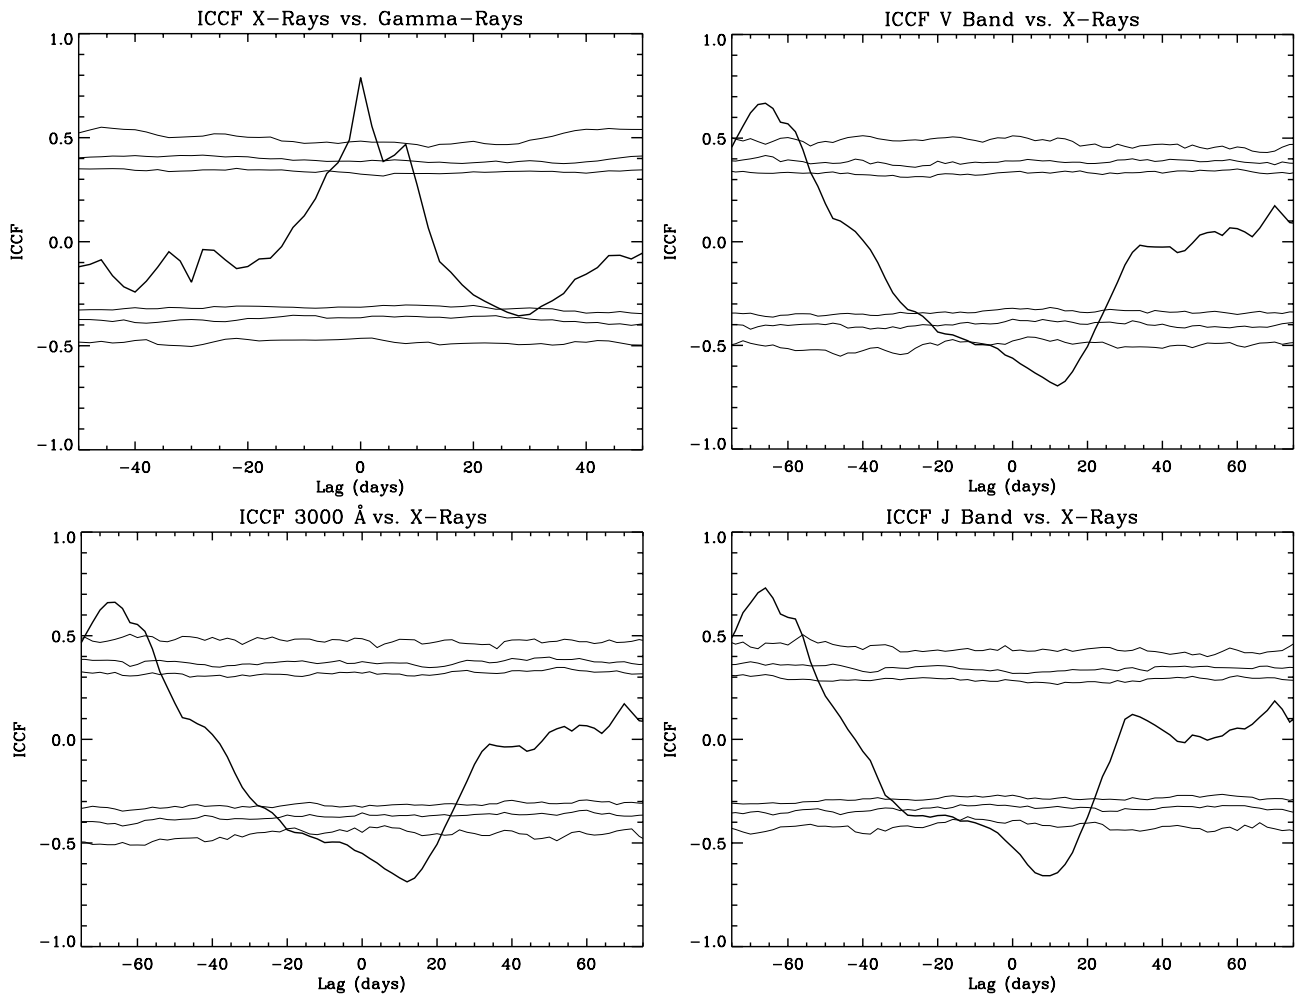 ICCF X-Rays vs. Gamma-Rays
1.0
0.5
0.0
-0.5
-1.0
ICCF
-40 -20 0 20 40
Lag (days)
ICCF V Band vs. X-Rays
1.0
0.5
0.0
-0.5
-1.0
ICCF
-60 -40 -20 0 20 40 60
Lag (days)
ICCF 3000 Å vs. X-Rays
1.0
0.5
0.0
-0.5
-1.0
ICCF
-60 -40 -20 0 20 40 60
Lag (days)
ICCF J Band vs. X-Rays
1.0
0.5
0.0
-0.5
-1.0
ICCF
-60 -40 -20 0 20 40 60
Lag (days)